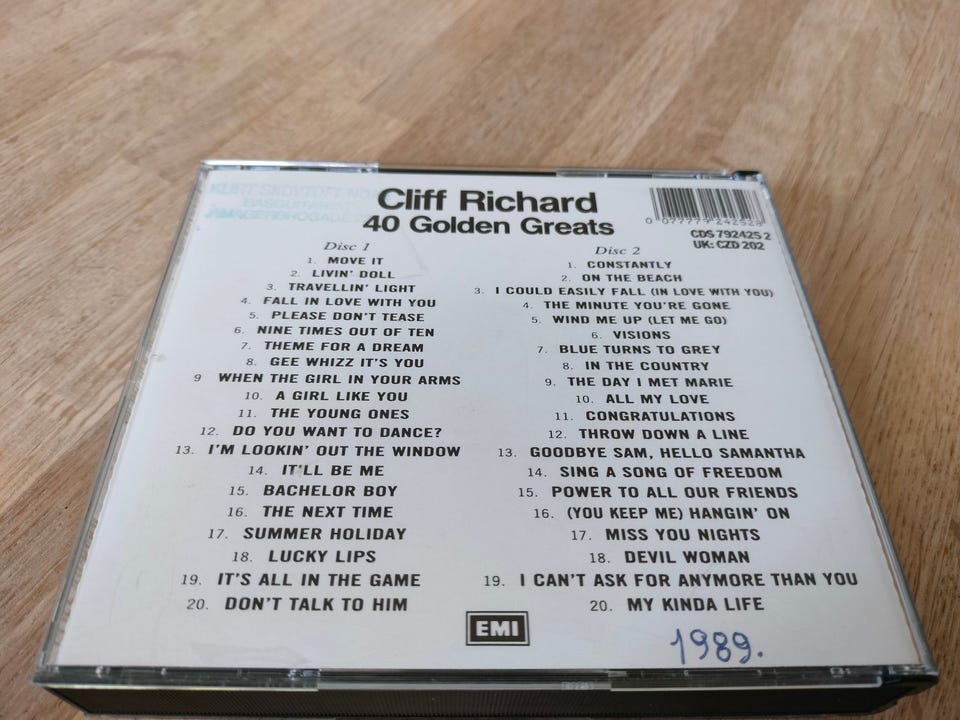 Cliff Richard
40 Golden Greats
CDS 792425 2
UK: CZD 202
Disc 1
1. MOVE IT
2. LIVIN' DOLL
3. TRAVELLIN' LIGHT
4. FALL IN LOVE WITH YOU
5. PLEASE DON'T TEASE
6. NINE TIMES OUT OF TEN
7. THEME FOR A DREAM
8. GEE WHIZZ IT'S YOU
9 WHEN THE GIRL IN YOUR ARMS
10. A GIRL LIKE YOU
11. THE YOUNG ONES
12. DO YOU WANT TO DANCE?
13. I'M LOOKIN' OUT THE WINDOW
14. IT'LL BE ME
15. BACHELOR BOY
16. THE NEXT TIME
17. SUMMER HOLIDAY
18. LUCKY LIPS
19. IT'S ALL IN THE GAME
20. DON'T TALK TO HIM
Disc 2
1. CONSTANTLY
2. ON THE BEACH
3. I COULD EASILY FALL (IN LOVE WITH YOU)
4. THE MINUTE YOU'RE GONE
5. WIND ME UP (LET ME GO)
6. VISIONS
7. BLUE TURNS TO GREY
8. IN THE COUNTRY
9. THE DAY I MET MARIE
10. ALL MY LOVE
11. CONGRATULATIONS
12. THROW DOWN A LINE
13. GOODBYE SAM, HELLO SAMANTHA
14. SING A SONG OF FREEDOM
15. POWER TO ALL OUR FRIENDS
16. (YOU KEEP ME) HANGIN' ON
17. MISS YOU NIGHTS
18. DEVIL WOMAN
19. I CAN'T ASK FOR ANYMORE THAN YOU
20. MY KINDA LIFE
EMI
1989.